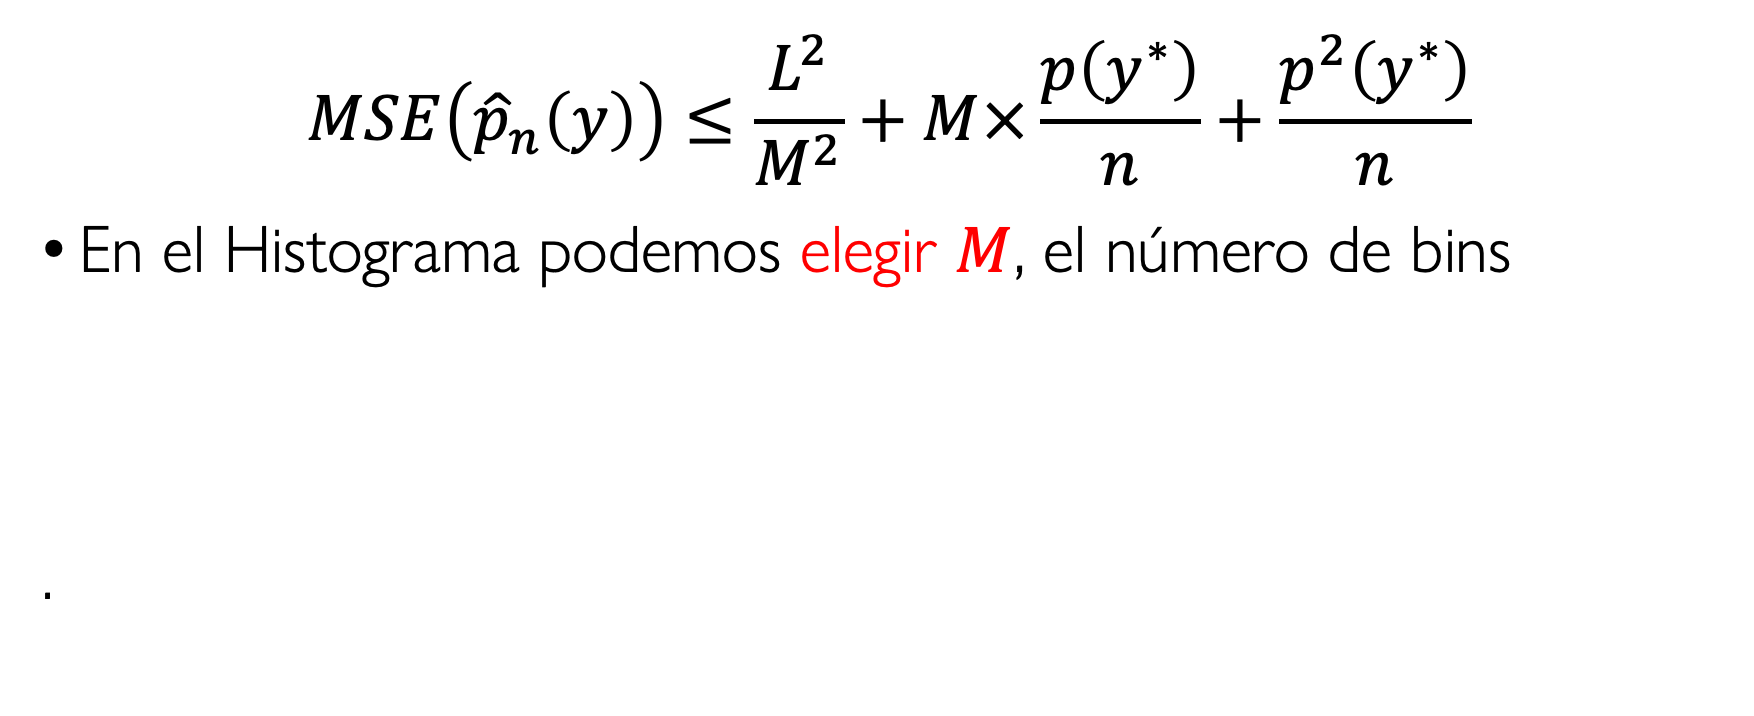 MSE(p̂ₙ(y)) ≤ L²/M² + M × p(y*)/n + p²(y*)/n
• En el Histograma podemos elegir M, el número de bins
.